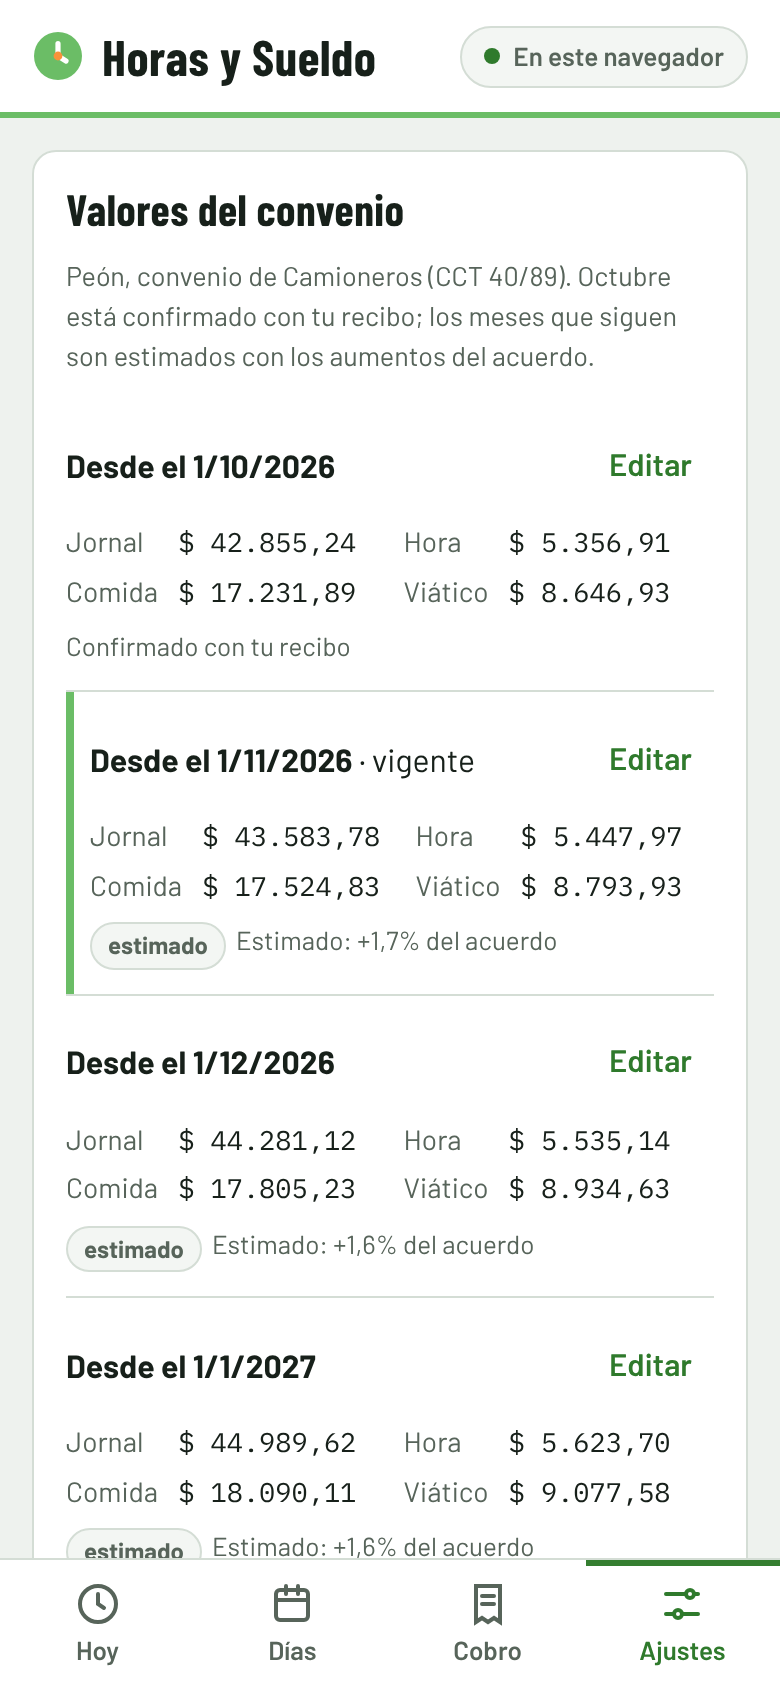 Horas y Sueldo
En este navegador
Valores del convenio
Peón, convenio de Camioneros (CCT 40/89). Octubre
está confirmado con tu recibo; los meses que siguen
son estimados con los aumentos del acuerdo.
Desde el 1/10/2026 Editar
Jornal $ 42.855,24 Hora $ 5.356,91
Comida $ 17.231,89 Viático $ 8.646,93
Confirmado con tu recibo
Desde el 1/11/2026 · vigente Editar
Jornal $ 43.583,78 Hora $ 5.447,97
Comida $ 17.524,83 Viático $ 8.793,93
estimado Estimado: +1,7% del acuerdo
Desde el 1/12/2026 Editar
Jornal $ 44.281,12 Hora $ 5.535,14
Comida $ 17.805,23 Viático $ 8.934,63
estimado Estimado: +1,6% del acuerdo
Desde el 1/1/2027 Editar
Jornal $ 44.989,62 Hora $ 5.623,70
Comida $ 18.090,11 Viático $ 9.077,58
estimado Estimado: +1,6% del acuerdo
Hoy Días Cobro Ajustes